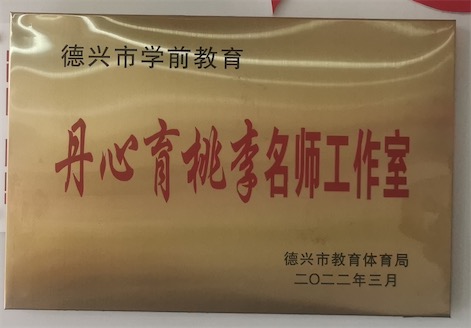 德兴市学前教育
丹心育桃李名师工作室
德兴市教育体育局
二〇二二年三月